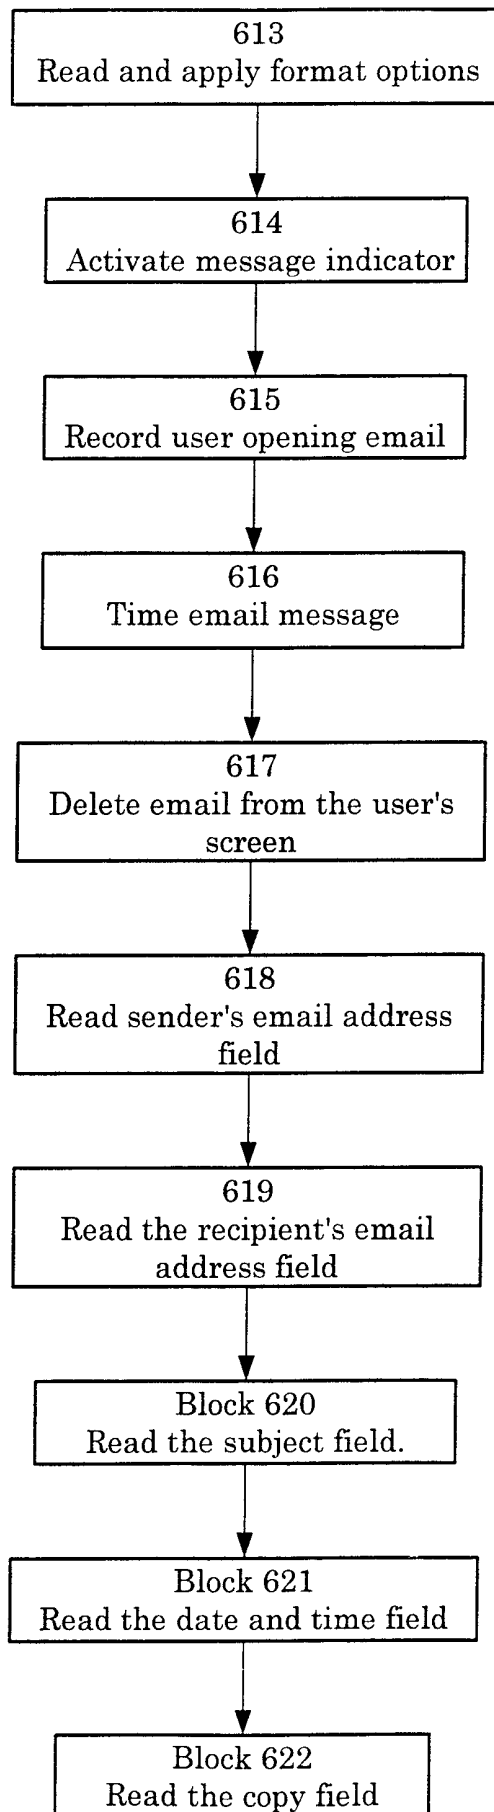 613
Read and apply format options
614
Activate message indicator
615
Record user opening email
616
Time email message
617
Delete email from the user's
screen
618
Read sender's email address
field
619
Read the recipient's email
address field
Block 620
Read the subject field.
Block 621
Read the date and time field
Block 622
Read the copy field